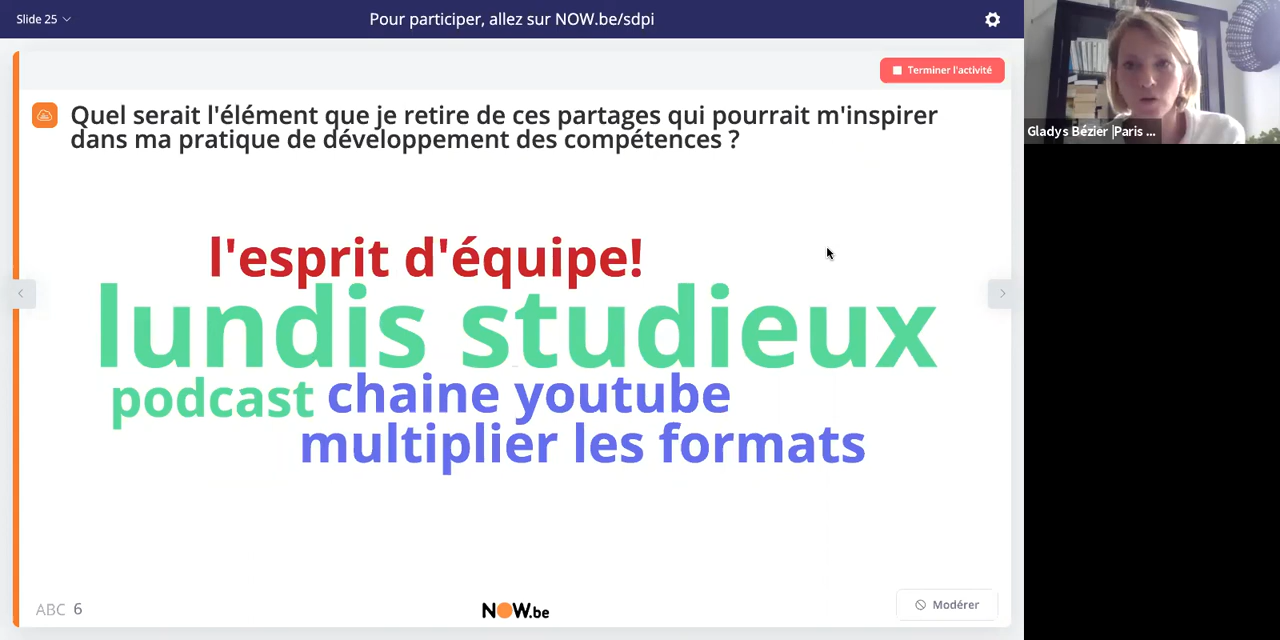 Slide 25
Pour participer, allez sur NOW.be/sdpi
Terminer l'activité
Quel serait l'élément que je retire de ces partages qui pourrait m'inspirer
dans ma pratique de développement des compétences ?
l'esprit d'équipe!
lundis studieux
podcast
chaine youtube
multiplier les formats
ABC 6
NOW.be
Modérer
Gladys Bézier |Paris ...